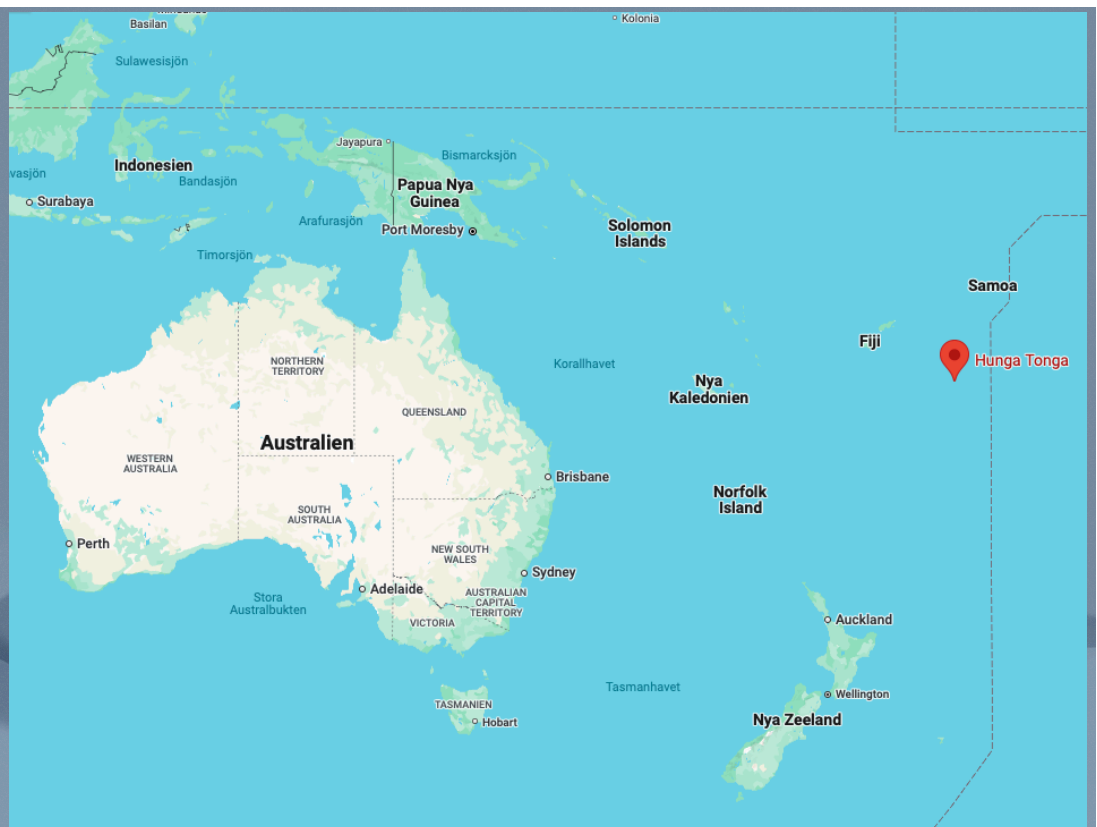 Basilan
Kolonia
Sulawesisjön
Jayapura
Bismarcksjön
Indonesien
vasjön
Bandasjön
Papua Nya
Guinea
Surabaya
Arafurasjön
Port Moresby
Solomon
Islands
Timorsjön
Samoa
Fiji
Hunga Tonga
NORTHERN
TERRITORY
Korallhavet
Nya
Kaledonien
QUEENSLAND
Australien
WESTERN
AUSTRALIA
Brisbane
Norfolk
Island
SOUTH
AUSTRALIA
Perth
NEW SOUTH
WALES
Sydney
Adelaide
AUSTRALIAN
CAPITAL
TERRITORY
Stora
Australbukten
VICTORIA
Auckland
Tasmanhavet
Wellington
TASMANIEN
Hobart
Nya Zeeland